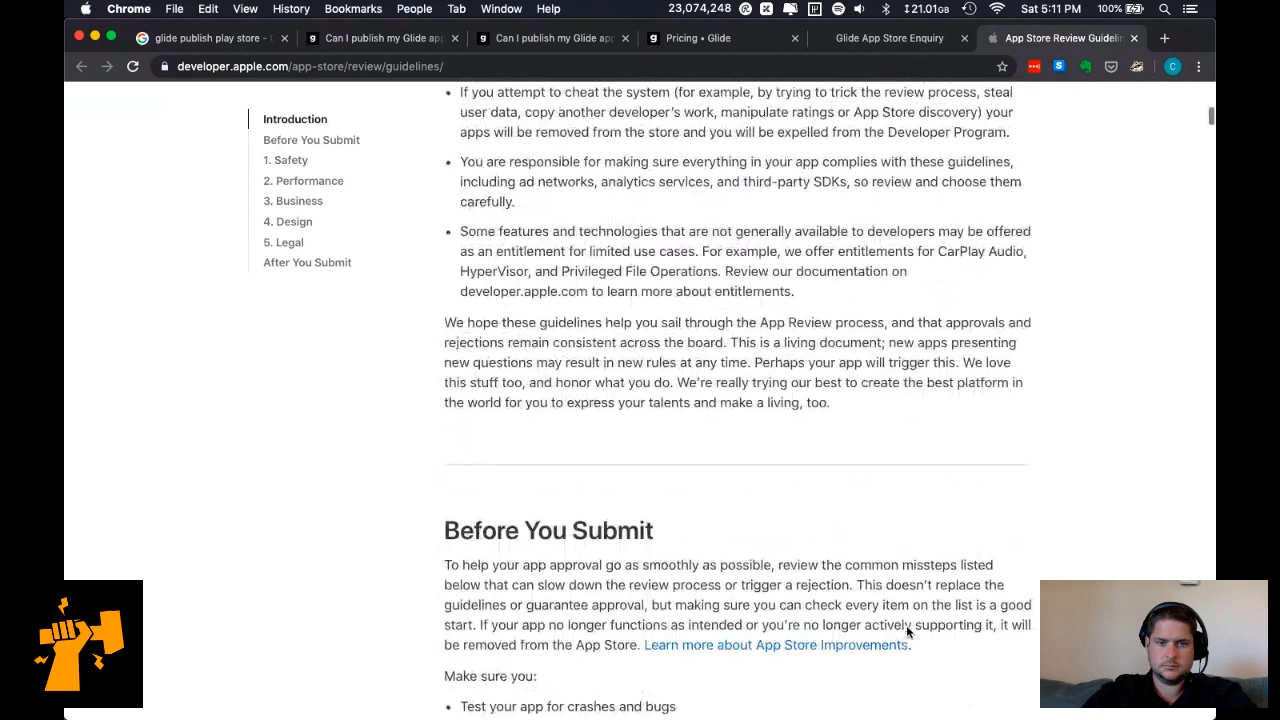 Chrome File Edit View History Bookmarks People Tab Window Help 23,074,248 21.01GB Sat 5:11 PM 100%
glide publish play store - Can I publish my Glide app Can I publish my Glide app Pricing • Glide Glide App Store Enquiry App Store Review Guidelin
developer.apple.com/app-store/review/guidelines/
Introduction
Before You Submit
1. Safety
2. Performance
3. Business
4. Design
5. Legal
After You Submit
• If you attempt to cheat the system (for example, by trying to trick the review process, steal
user data, copy another developer's work, manipulate ratings or App Store discovery) your
apps will be removed from the store and you will be expelled from the Developer Program.
• You are responsible for making sure everything in your app complies with these guidelines,
including ad networks, analytics services, and third-party SDKs, so review and choose them
carefully.
• Some features and technologies that are not generally available to developers may be offered
as an entitlement for limited use cases. For example, we offer entitlements for CarPlay Audio,
HyperVisor, and Privileged File Operations. Review our documentation on
developer.apple.com to learn more about entitlements.
We hope these guidelines help you sail through the App Review process, and that approvals and
rejections remain consistent across the board. This is a living document; new apps presenting
new questions may result in new rules at any time. Perhaps your app will trigger this. We love
this stuff too, and honor what you do. We're really trying our best to create the best platform in
the world for you to express your talents and make a living, too.
Before You Submit
To help your app approval go as smoothly as possible, review the common missteps listed
below that can slow down the review process or trigger a rejection. This doesn't replace the
guidelines or guarantee approval, but making sure you can check every item on the list is a good
start. If your app no longer functions as intended or you're no longer actively supporting it, it will
be removed from the App Store. Learn more about App Store Improvements.
Make sure you:
• Test your app for crashes and bugs